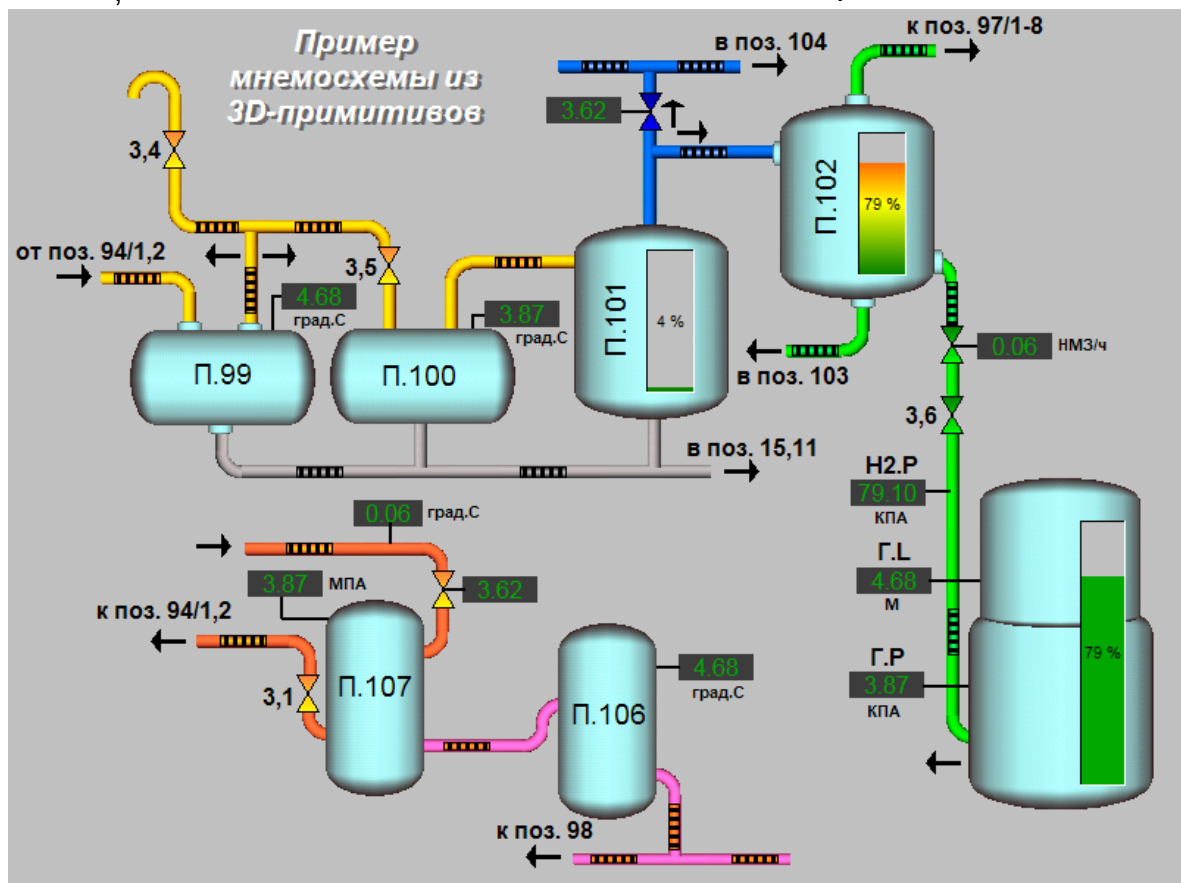 Пример
мнемосхемы из
3D-примитивов
в поз. 104
к поз. 97/1-8
3.62
3,4
П.102
79 %
от поз. 94/1,2
3,5
4.68
град.С
3.87
град.С
П.101
4 %
П.99
П.100
0.06
НМ3/ч
в поз. 103
3,6
в поз. 15,11
Н2.Р
79.10
КПА
0.06
град.С
Г.L
4.68
М
3.87
МПА
3.62
к поз. 94/1,2
Г.Р
3.87
КПА
79 %
4.68
град.С
3,1
П.107
П.106
к поз. 98